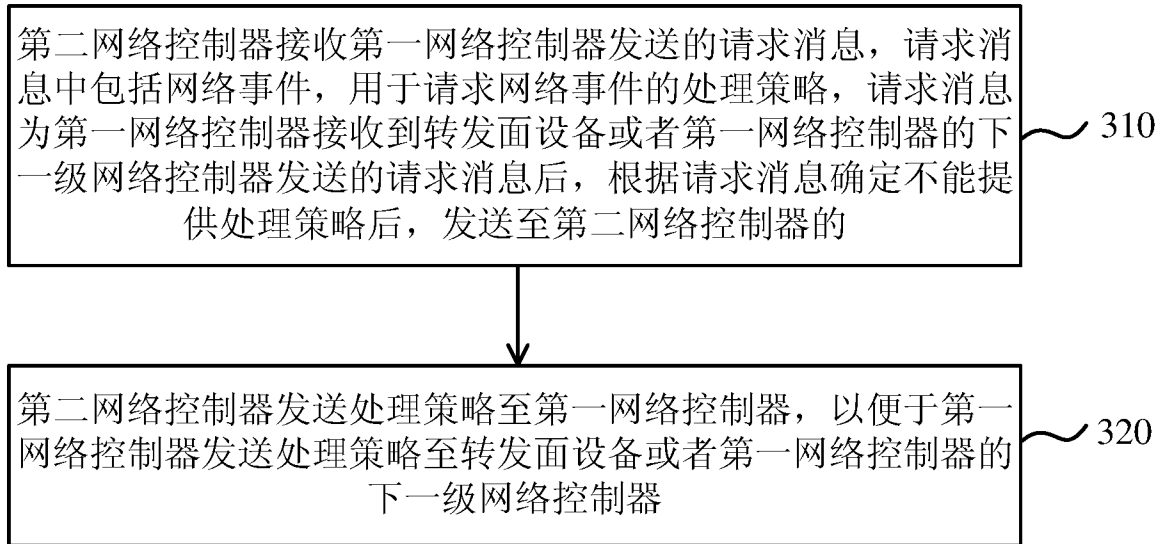 第二网络控制器接收第一网络控制器发送的请求消息，请求消
息中包括网络事件，用于请求网络事件的处理策略，请求消息
为第一网络控制器接收到转发面设备或者第一网络控制器的下
一级网络控制器发送的请求消息后，根据请求消息确定不能提
供处理策略后，发送至第二网络控制器的
310
第二网络控制器发送处理策略至第一网络控制器，以便于第一
网络控制器发送处理策略至转发面设备或者第一网络控制器的
下一级网络控制器
320